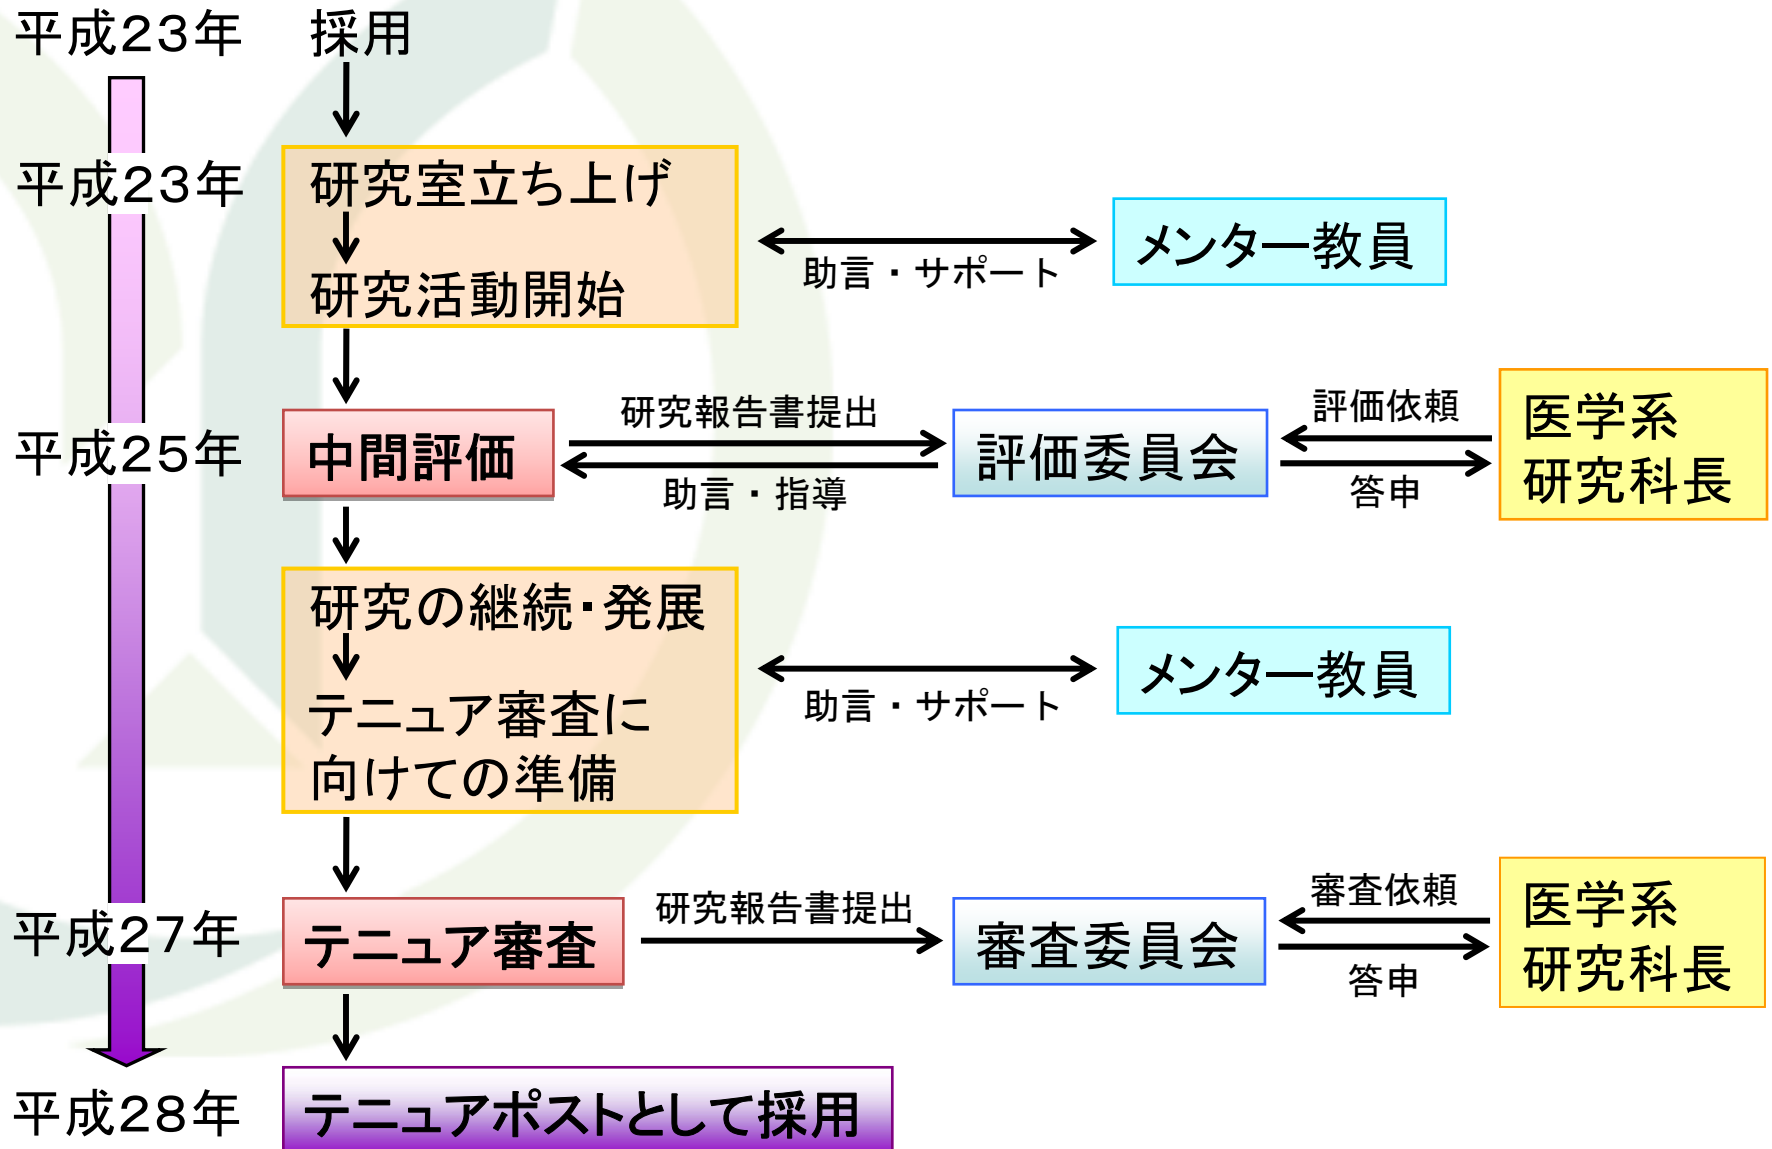 平成23年
採用
平成23年
研究室立ち上げ
研究活動開始
助言・サポート
メンター教員
平成25年
中間評価
研究報告書提出
助言・指導
評価委員会
評価依頼
答申
医学系
研究科長
研究の継続・発展
テニュア審査に
向けての準備
助言・サポート
メンター教員
平成27年
テニュア審査
研究報告書提出
審査委員会
審査依頼
答申
医学系
研究科長
平成28年
テニュアポストとして採用